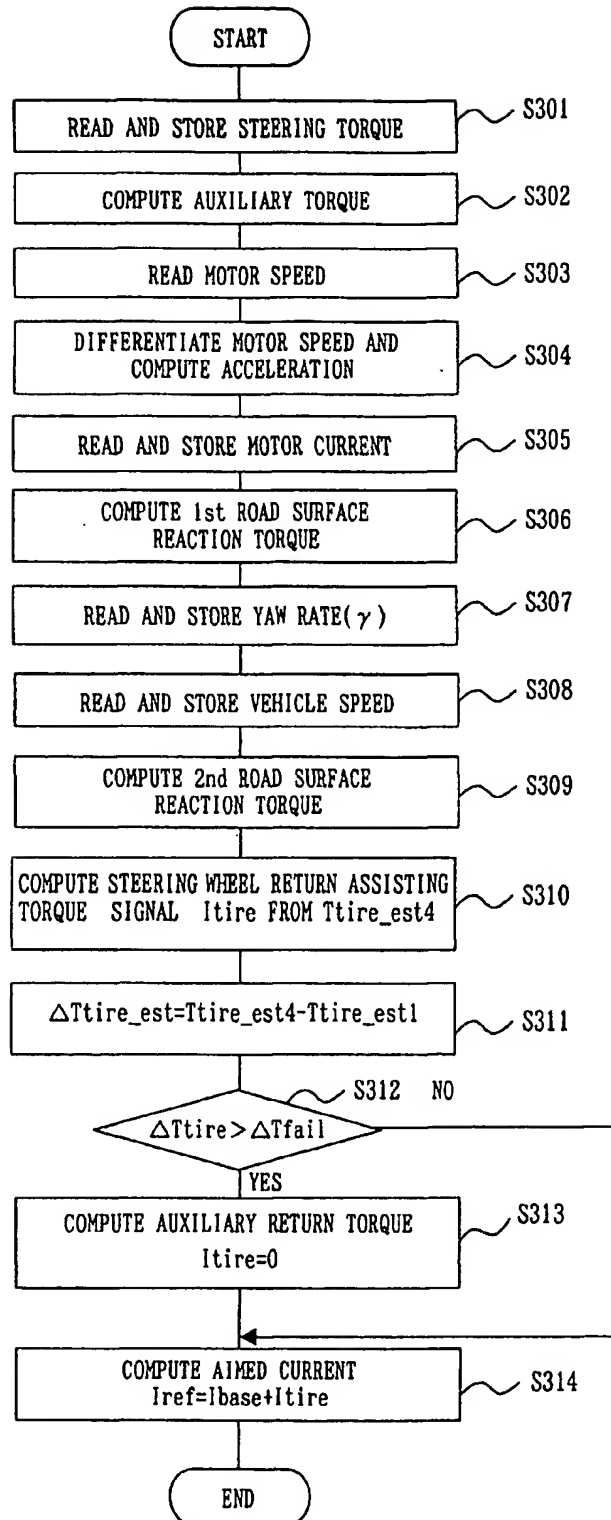 START
READ AND STORE STEERING TORQUE
S301
COMPUTE AUXILIARY TORQUE
S302
READ MOTOR SPEED
S303
DIFFERENTIATE MOTOR SPEED AND
COMPUTE ACCELERATION
S304
READ AND STORE MOTOR CURRENT
S305
COMPUTE 1st ROAD SURFACE
REACTION TORQUE
S306
READ AND STORE YAW RATE(γ)
S307
READ AND STORE VEHICLE SPEED
S308
COMPUTE 2nd ROAD SURFACE
REACTION TORQUE
S309
COMPUTE STEERING WHEEL RETURN ASSISTING
TORQUE SIGNAL Itire FROM Ttire_est4
S310
△Ttire_est=Ttire_est4-Ttire_est1
S311
S312 NO
△Ttire>△Tfail
YES
COMPUTE AUXILIARY RETURN TORQUE
Itire=0
S313
COMPUTE AIMED CURRENT
Iref=Ibase+Itire
S314
END